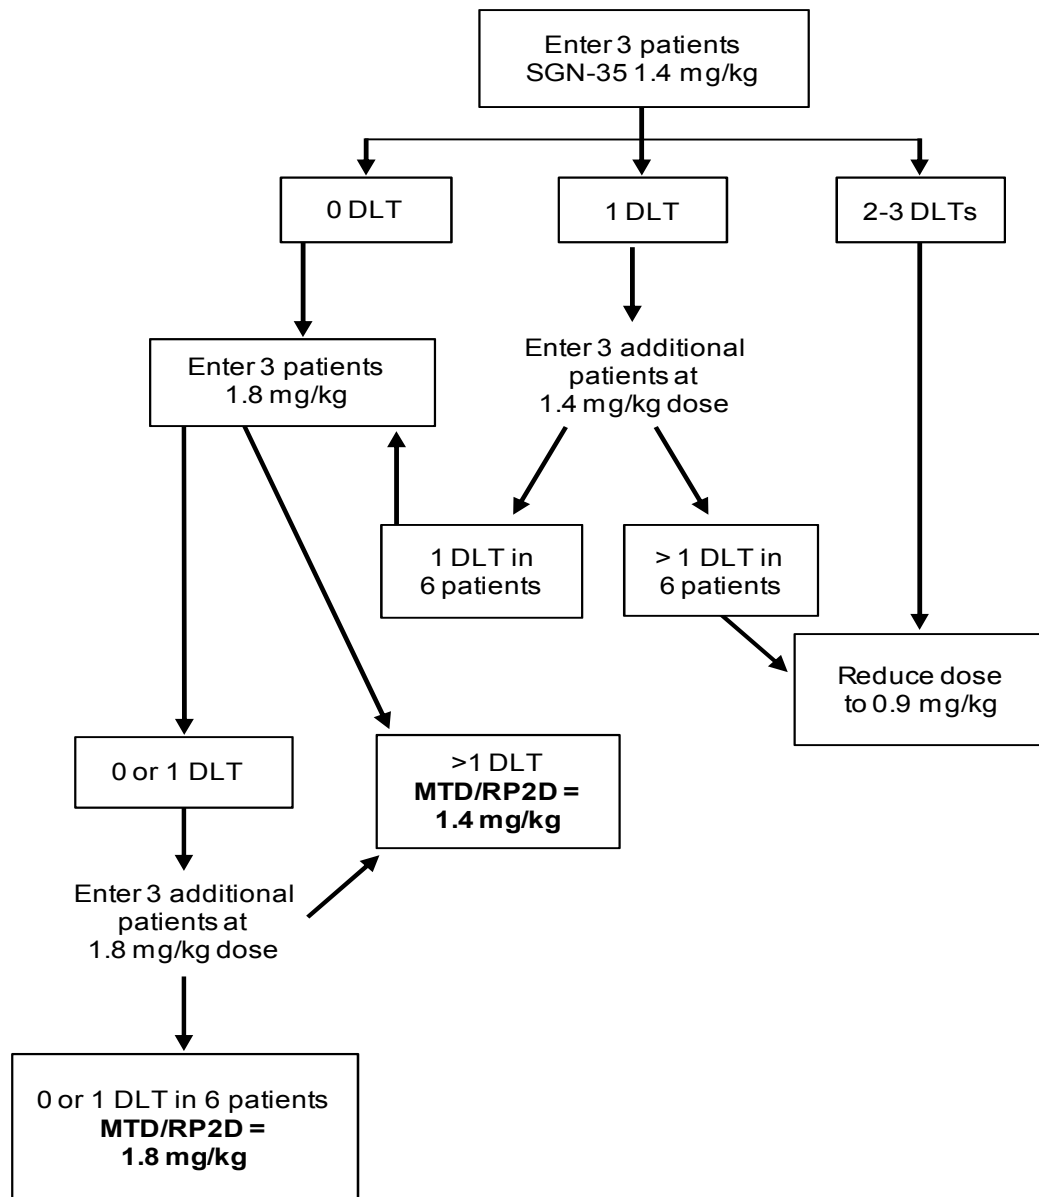 Enter 3 patients
SGN-35 1.4 mg/kg
0 DLT
1 DLT
2-3 DLTs
Enter 3 patients
1.8 mg/kg
Enter 3 additional
patients at
1.4 mg/kg dose
1 DLT in
6 patients
> 1 DLT in
6 patients
Reduce dose
to 0.9 mg/kg
0 or 1 DLT
>1 DLT
MTD/RP2D =
1.4 mg/kg
Enter 3 additional
patients at
1.8 mg/kg dose
0 or 1 DLT in 6 patients
MTD/RP2D =
1.8 mg/kg